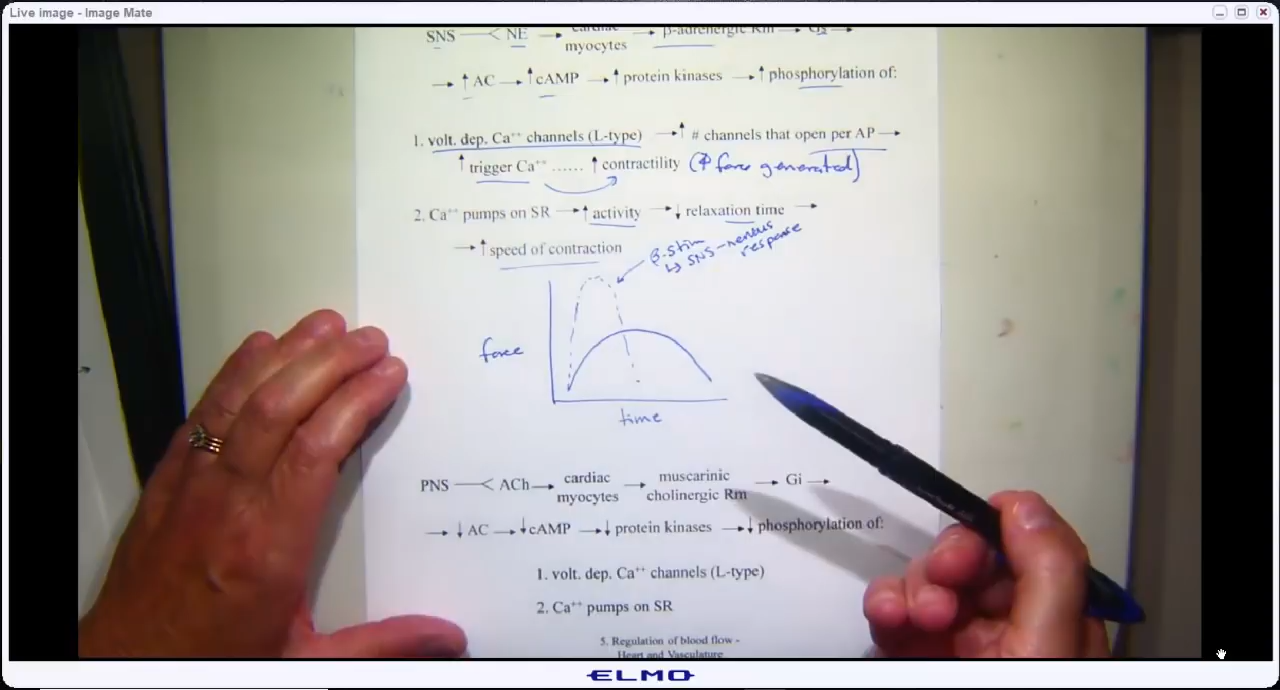 Live image - Image Mate
SNS —< NE → cardiac myocytes → β-adrenergic Rm → Gs →
→ ↑ AC → ↑ cAMP → ↑ protein kinases → ↑ phosphorylation of:
1. volt. dep. Ca⁺⁺ channels (L-type) → ↑ # channels that open per AP →
↑ trigger Ca⁺⁺ ...... ↑ contractility (↑ force generated)
2. Ca⁺⁺ pumps on SR → ↑ activity → ↓ relaxation time →
→ ↑ speed of contraction
β-stim
↳ SNS-nervous
response
force
time
PNS —< ACh → cardiac myocytes → muscarinic cholinergic Rm → Gi →
→ ↓ AC → ↓ cAMP → ↓ protein kinases → ↓ phosphorylation of:
1. volt. dep. Ca⁺⁺ channels (L-type)
2. Ca⁺⁺ pumps on SR
5. Regulation of blood flow -
Heart and Vasculature
ELMO